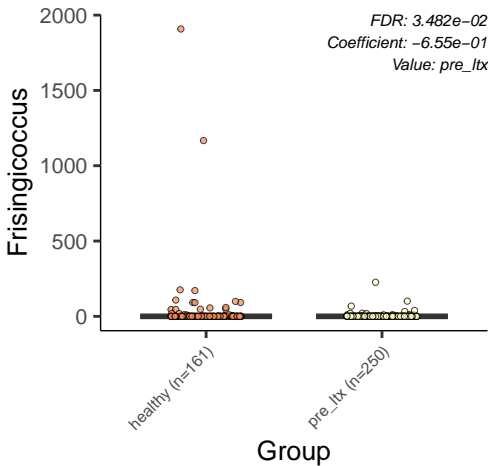 FDR: 3.482e−02
Coefficient: −6.55e−01
Value: pre_ltx
2000
1500
1000
500
0
Frisingicoccus
healthy (n=161)
pre_ltx (n=250)
Group